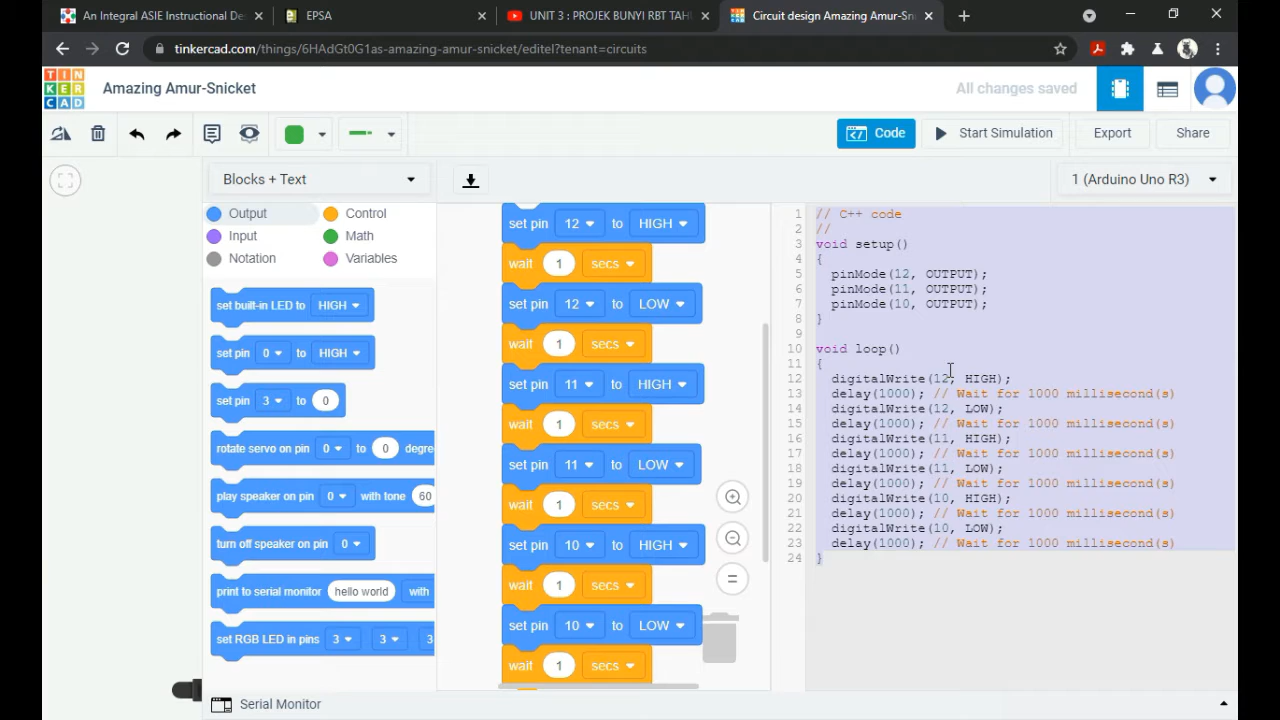 An Integral ASIE Instructional De
EPSA
UNIT 3 : PROJEK BUNYI RBT TAH
Circuit design Amazing Amur-Sn
tinkercad.com/things/6HAdGt0G1as-amazing-amur-snicket/editel?tenant=circuits
TIN
KER
CAD
Amazing Amur-Snicket
All changes saved
Code
Start Simulation
Export
Share
Blocks + Text
1 (Arduino Uno R3)
Output
Control
Input
Math
Notation
Variables
set built-in LED to HIGH
set pin 0 to HIGH
set pin 3 to 0
rotate servo on pin 0 to 0 degre
play speaker on pin 0 with tone 60
turn off speaker on pin 0
print to serial monitor hello world with
set RGB LED in pins 3 3 3
set pin 12 to HIGH
wait 1 secs
set pin 12 to LOW
wait 1 secs
set pin 11 to HIGH
wait 1 secs
set pin 11 to LOW
wait 1 secs
set pin 10 to HIGH
wait 1 secs
set pin 10 to LOW
wait 1 secs
1 // C++ code
2 //
3 void setup()
4 {
5 pinMode(12, OUTPUT);
6 pinMode(11, OUTPUT);
7 pinMode(10, OUTPUT);
8 }
9
10 void loop()
11 {
12 digitalWrite(12, HIGH);
13 delay(1000); // Wait for 1000 millisecond(s)
14 digitalWrite(12, LOW);
15 delay(1000); // Wait for 1000 millisecond(s)
16 digitalWrite(11, HIGH);
17 delay(1000); // Wait for 1000 millisecond(s)
18 digitalWrite(11, LOW);
19 delay(1000); // Wait for 1000 millisecond(s)
20 digitalWrite(10, HIGH);
21 delay(1000); // Wait for 1000 millisecond(s)
22 digitalWrite(10, LOW);
23 delay(1000); // Wait for 1000 millisecond(s)
24 }
Serial Monitor